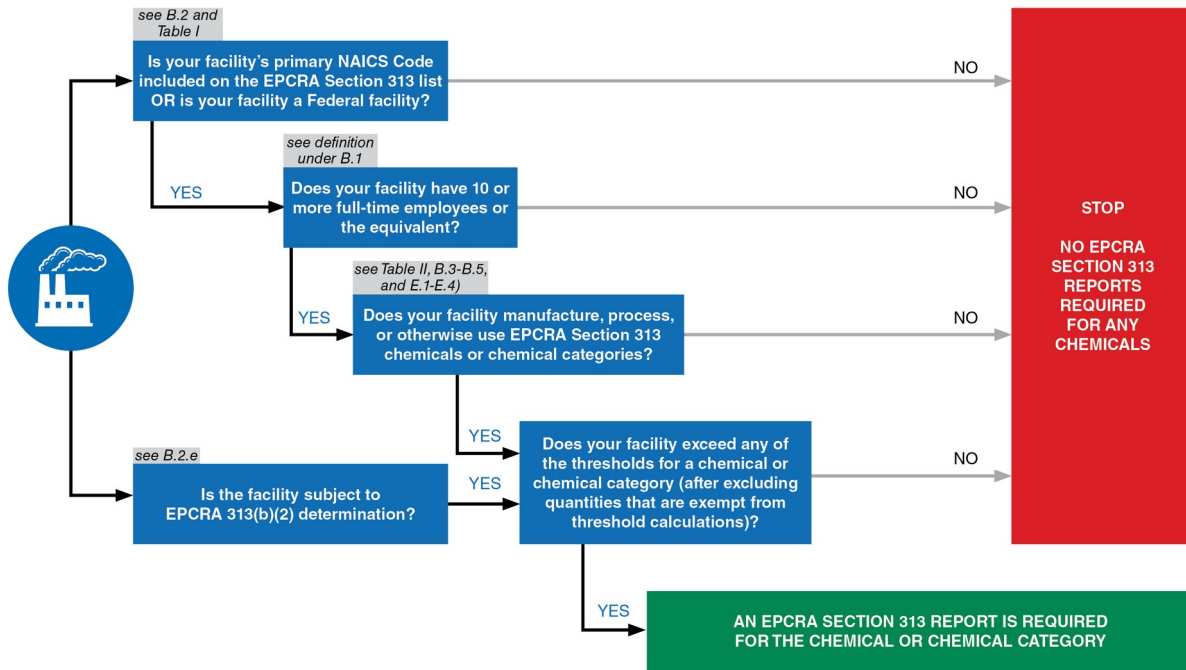 see B.2 and
Table I
Is your facility's primary NAICS Code
included on the EPCRA Section 313 list
OR is your facility a Federal facility?
NO
YES
see definition
under B.1
Does your facility have 10 or
more full-time employees or
the equivalent?
NO
YES
see Table II, B.3-B.5,
and E.1-E.4)
Does your facility manufacture, process,
or otherwise use EPCRA Section 313
chemicals or chemical categories?
NO
YES
see B.2.e
Is the facility subject to
EPCRA 313(b)(2) determination?
YES
Does your facility exceed any of
the thresholds for a chemical or
chemical category (after excluding
quantities that are exempt from
threshold calculations)?
NO
YES
STOP
NO EPCRA
SECTION 313
REPORTS
REQUIRED
FOR ANY
CHEMICALS
AN EPCRA SECTION 313 REPORT IS REQUIRED
FOR THE CHEMICAL OR CHEMICAL CATEGORY